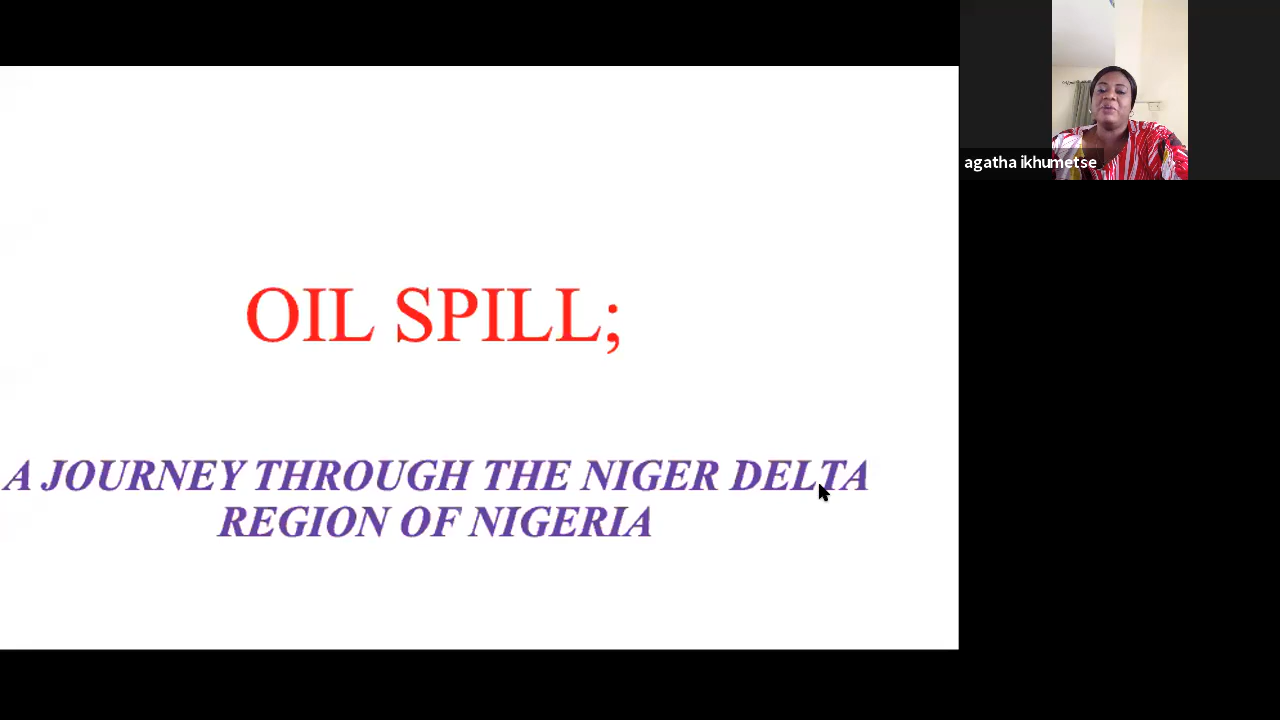 OIL SPILL;
A JOURNEY THROUGH THE NIGER DELTA
REGION OF NIGERIA
agatha ikhumetse